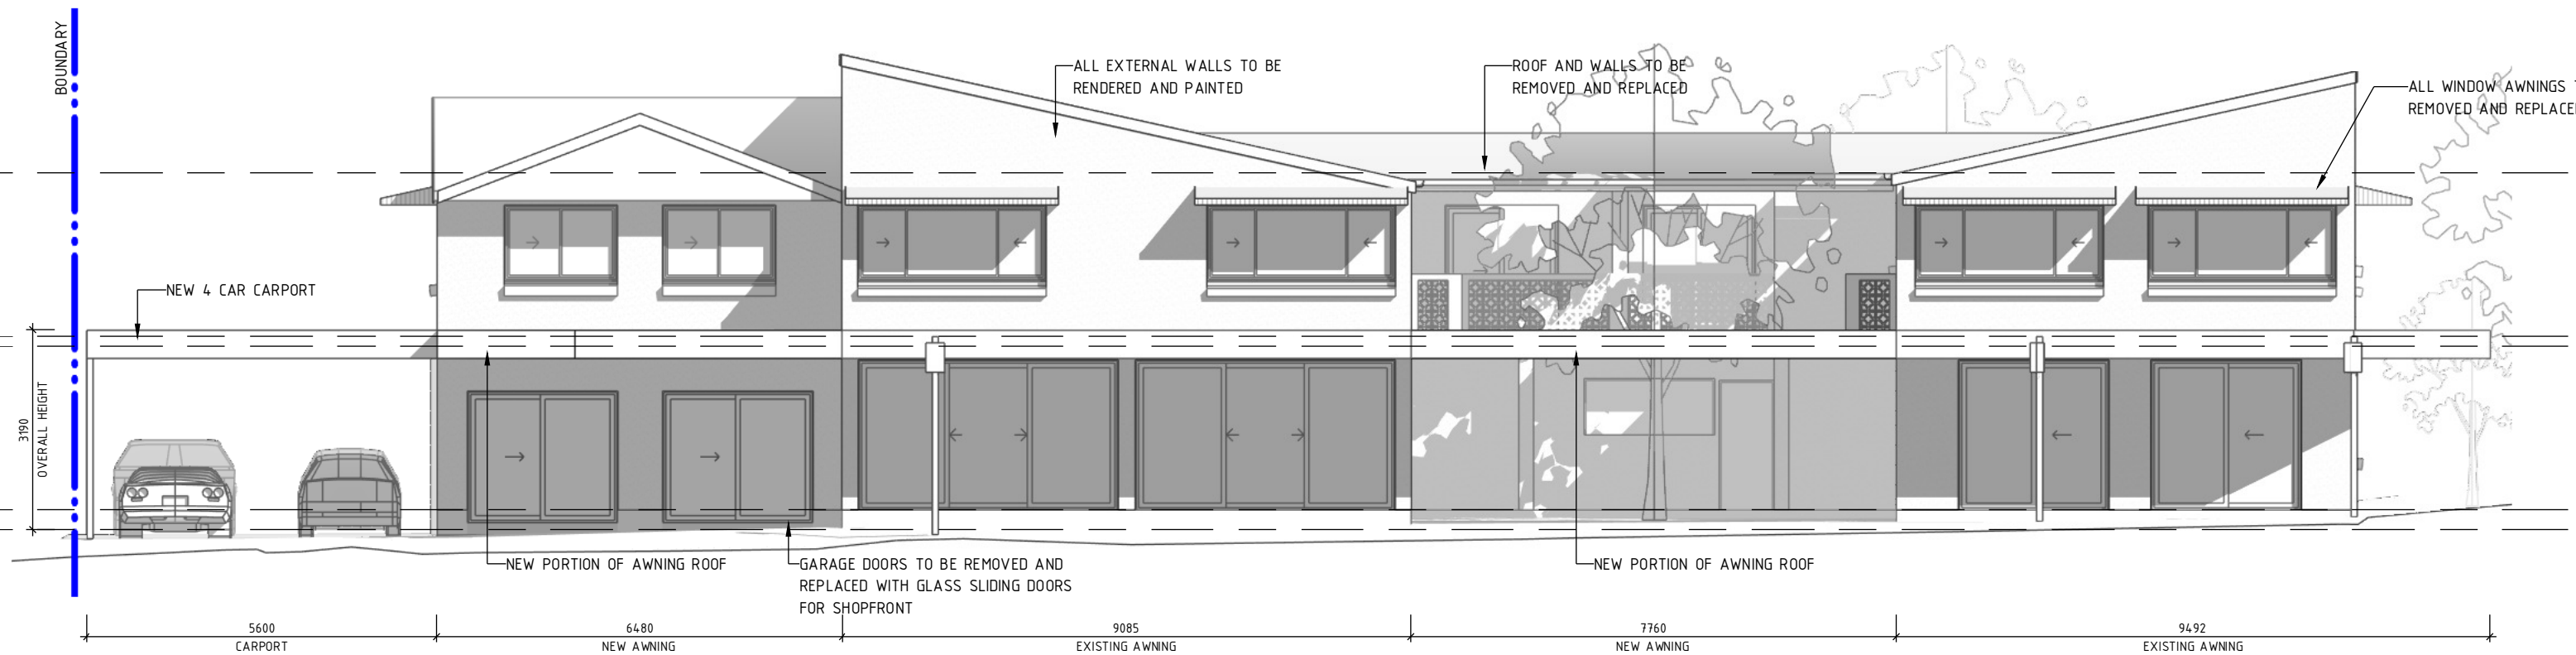 BOUNDARY
ALL EXTERNAL WALLS TO BE
RENDERED AND PAINTED
ROOF AND WALLS TO BE
REMOVED AND REPLACED
ALL WINDOW AWNINGS
REMOVED AND REPLACE
NEW 4 CAR CARPORT
3190
OVERALL HEIGHT
NEW PORTION OF AWNING ROOF
GARAGE DOORS TO BE REMOVED AND
REPLACED WITH GLASS SLIDING DOORS
FOR SHOPFRONT
NEW PORTION OF AWNING ROOF
5600
CARPORT
6480
NEW AWNING
9085
EXISTING AWNING
7760
NEW AWNING
9492
EXISTING AWNING